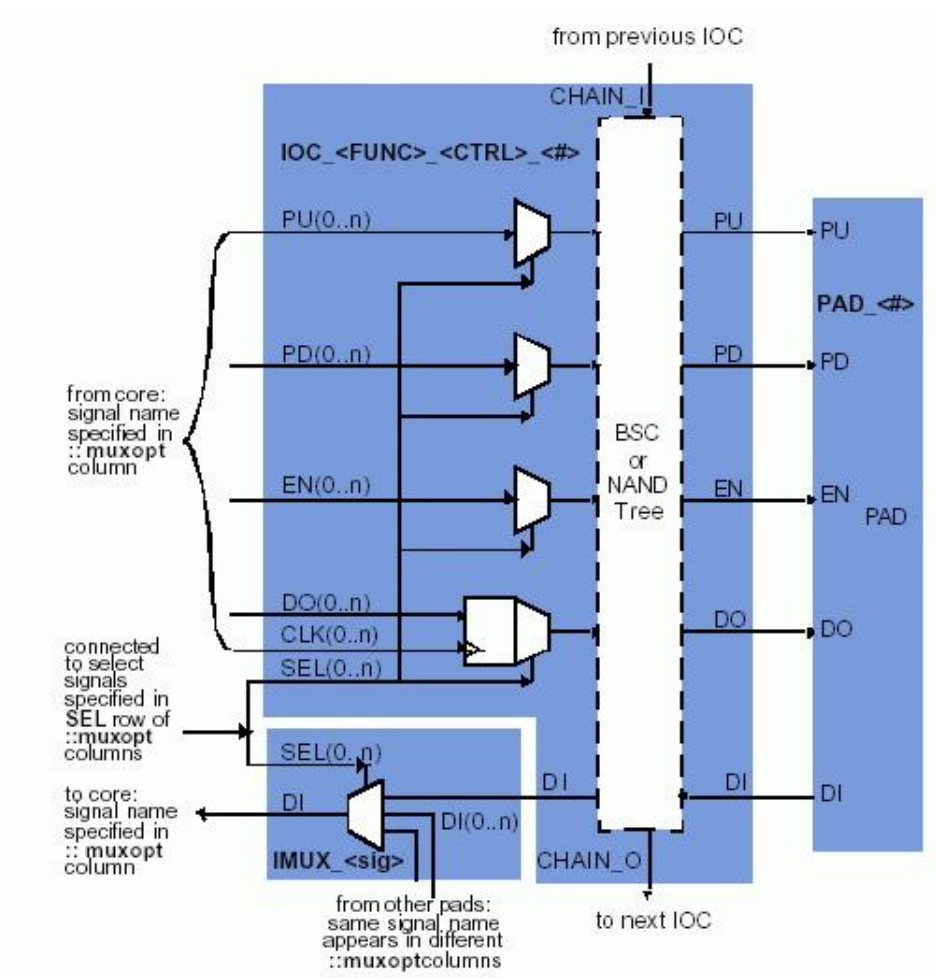 from previous IOC
CHAIN_I
IOC_<FUNC>_<CTRL>_<#>
PU(0..n)
PU
PU
PAD_<#>
PD(0..n)
PD
PD
from core:
signal name
specified in
:: muxopt
column
BSC
or
NAND
Tree
EN(0..n)
EN
EN
PAD
DO(0..n)
DO
DO
CLK(0..n)
SEL(0..n)
connected
to select
signals
specified in
SEL row of
::muxopt
columns
SEL(0..n)
DI
DI
DI
DI
DI(0..n)
to core:
signal name
specified in
:: muxopt
column
IMUX_<sig>
CHAIN_O
from other pads:
same signal name
appears in different
::muxoptcolumns
to next IOC